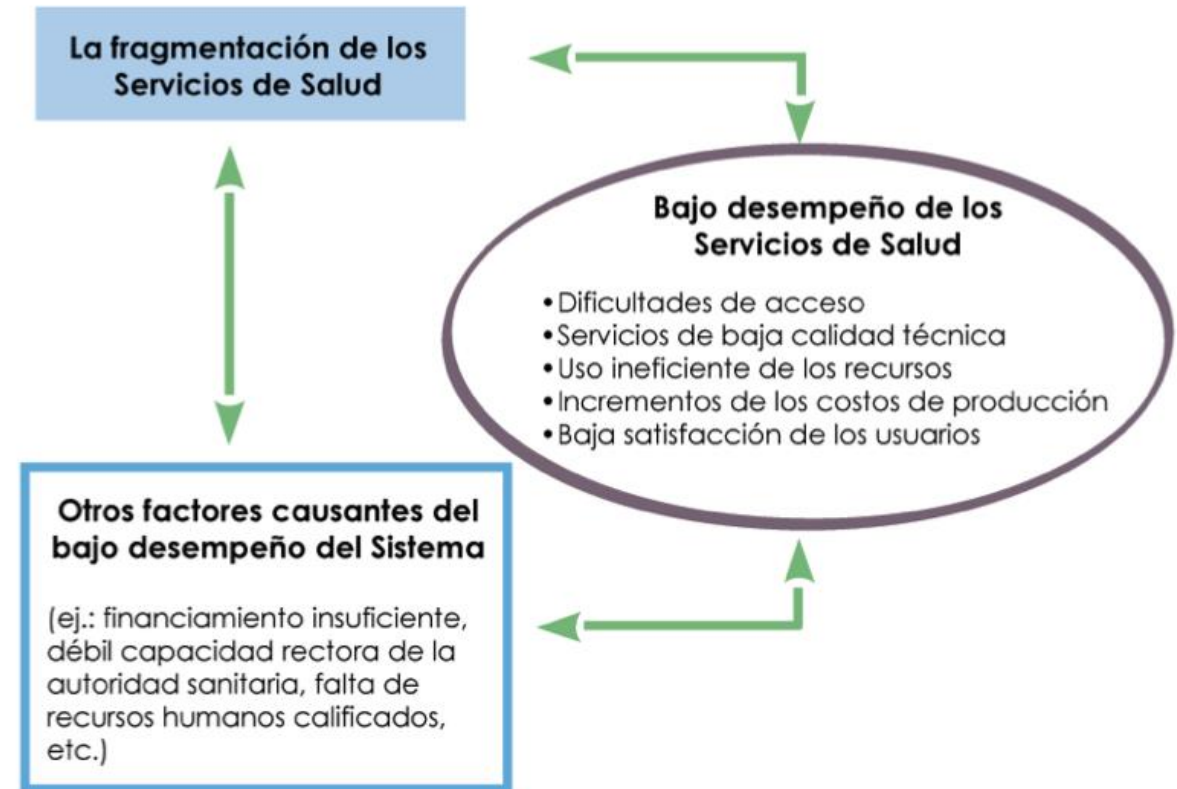 La fragmentación de los
Servicios de Salud
Bajo desempeño de los
Servicios de Salud
•Dificultades de acceso
•Servicios de baja calidad técnica
•Uso ineficiente de los recursos
•Incrementos de los costos de producción
•Baja satisfacción de los usuarios
Otros factores causantes del
bajo desempeño del Sistema
(ej.: financiamiento insuficiente,
débil capacidad rectora de la
autoridad sanitaria, falta de
recursos humanos calificados,
etc.)